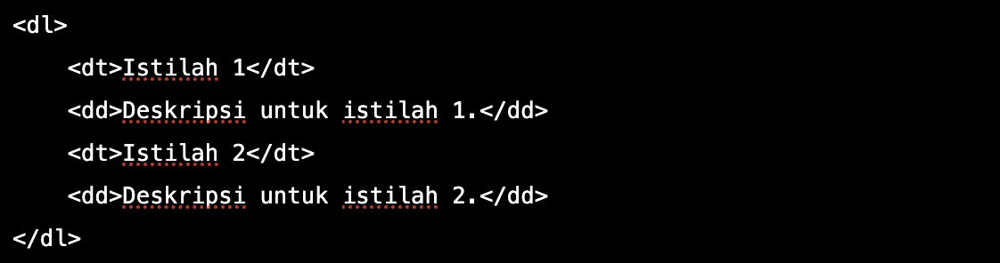 <dl>
    <dt>Istilah 1</dt>
    <dd>Deskripsi untuk istilah 1.</dd>
    <dt>Istilah 2</dt>
    <dd>Deskripsi untuk istilah 2.</dd>
</dl>